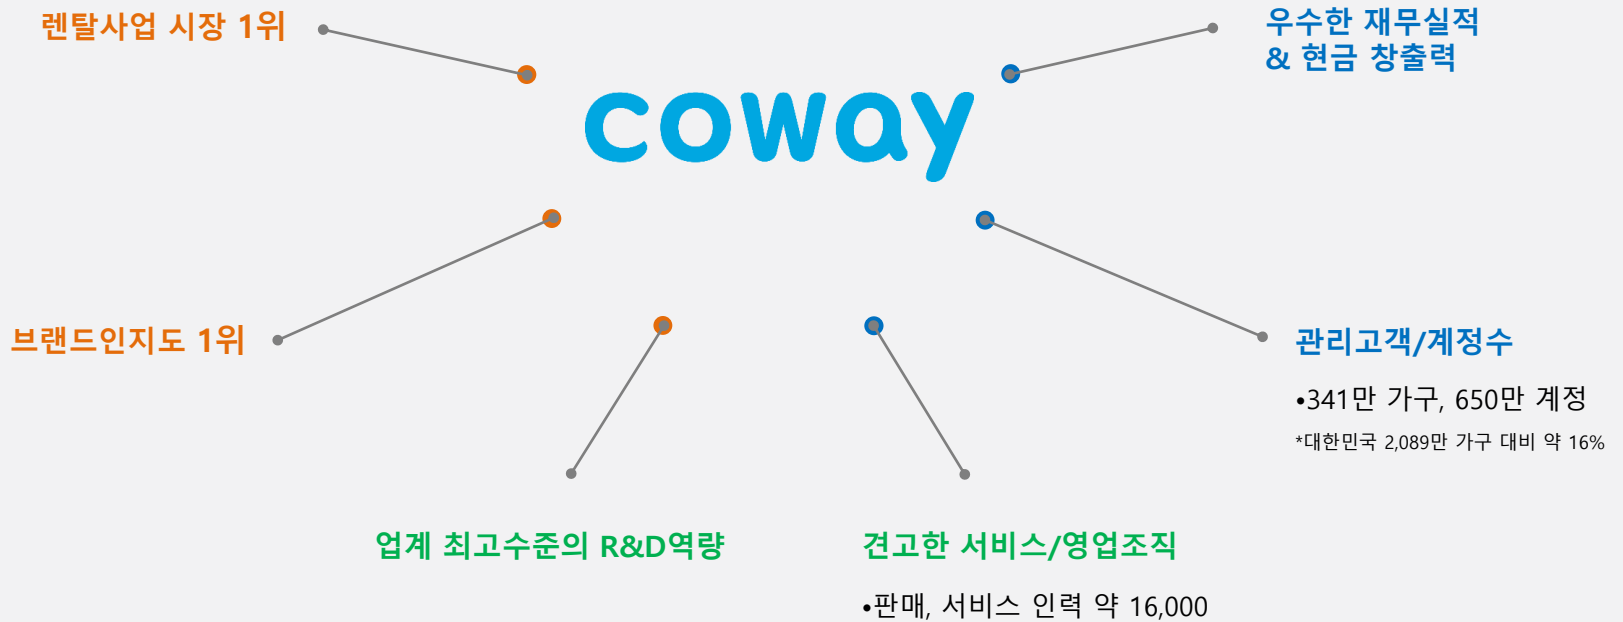 렌탈사업 시장 1위
우수한 재무실적
& 현금 창출력
coway
브랜드인지도 1위
관리고객/계정수
•341만 가구, 650만 계정
*대한민국 2,089만 가구 대비 약 16%
업계 최고수준의 R&D역량
견고한 서비스/영업조직
•판매, 서비스 인력 약 16,000